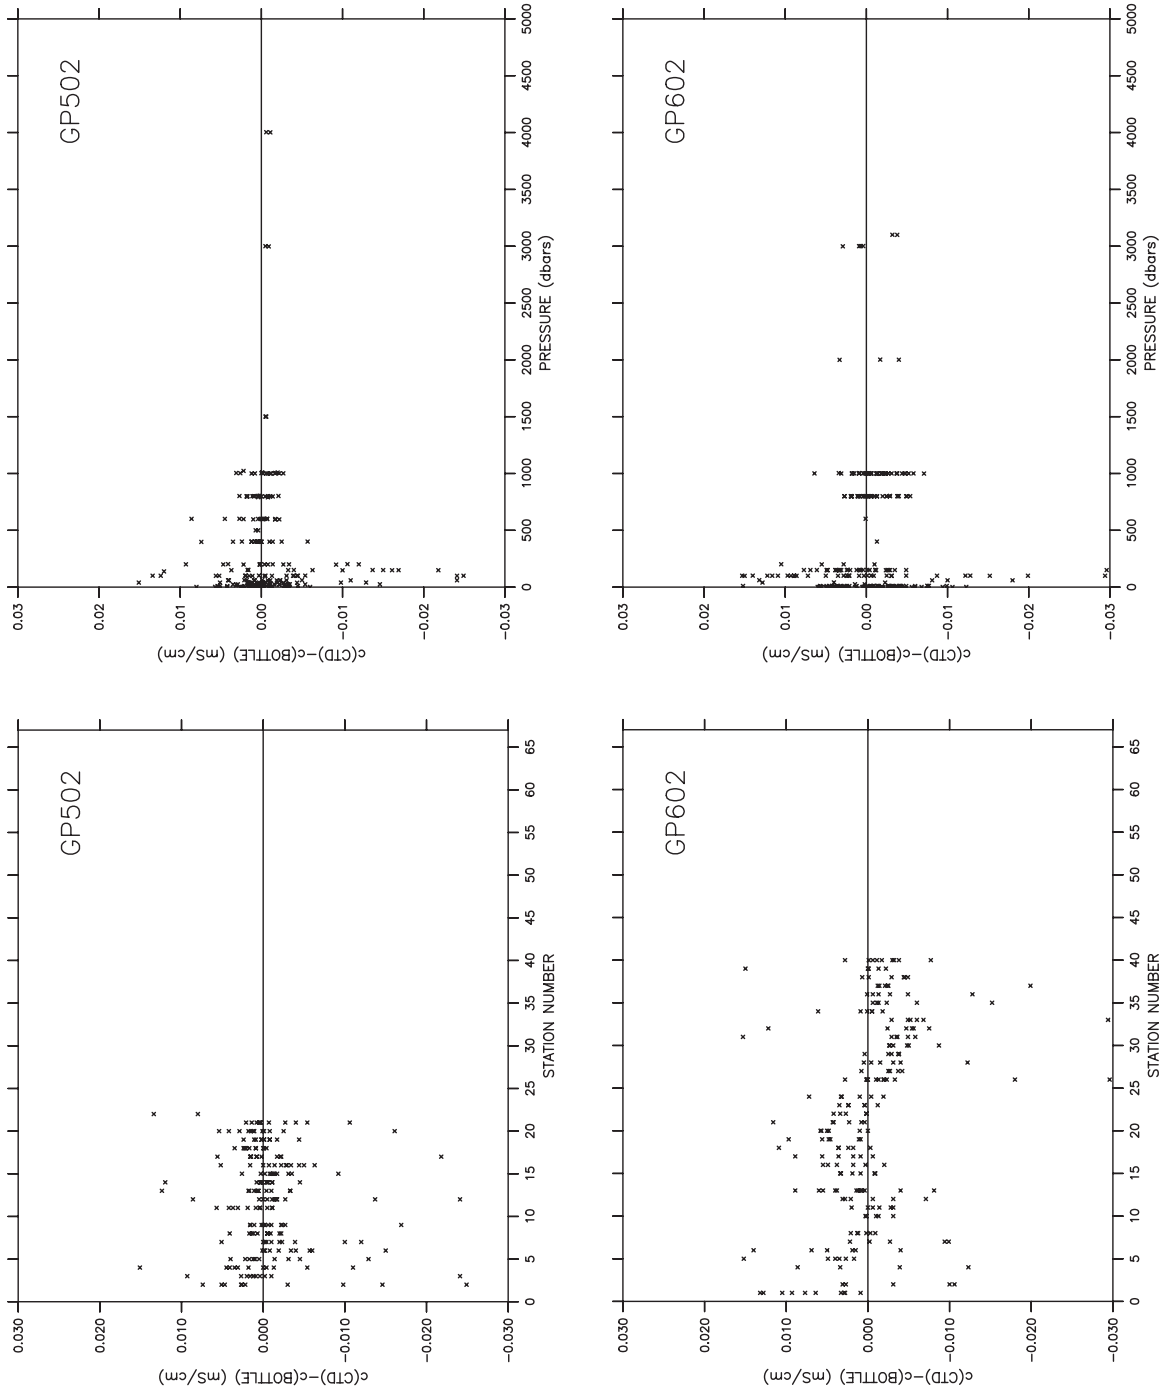 GP502
c(CTD)−c(BOTTLE) (mS/cm)
0.030
0.020
0.010
0.000
−0.010
−0.020
−0.030
0 5 10 15 20 25 30 35 40 45 50 55 60 65
STATION NUMBER
GP502
c(CTD)−c(BOTTLE) (mS/cm)
0.03
0.02
0.01
0.00
−0.01
−0.02
−0.03
0 500 1000 1500 2000 2500 3000 3500 4000 4500 5000
PRESSURE (dbars)
GP602
c(CTD)−c(BOTTLE) (mS/cm)
0.030
0.020
0.010
0.000
−0.010
−0.020
−0.030
0 5 10 15 20 25 30 35 40 45 50 55 60 65
STATION NUMBER
GP602
c(CTD)−c(BOTTLE) (mS/cm)
0.03
0.02
0.01
0.00
−0.01
−0.02
−0.03
0 500 1000 1500 2000 2500 3000 3500 4000 4500 5000
PRESSURE (dbars)